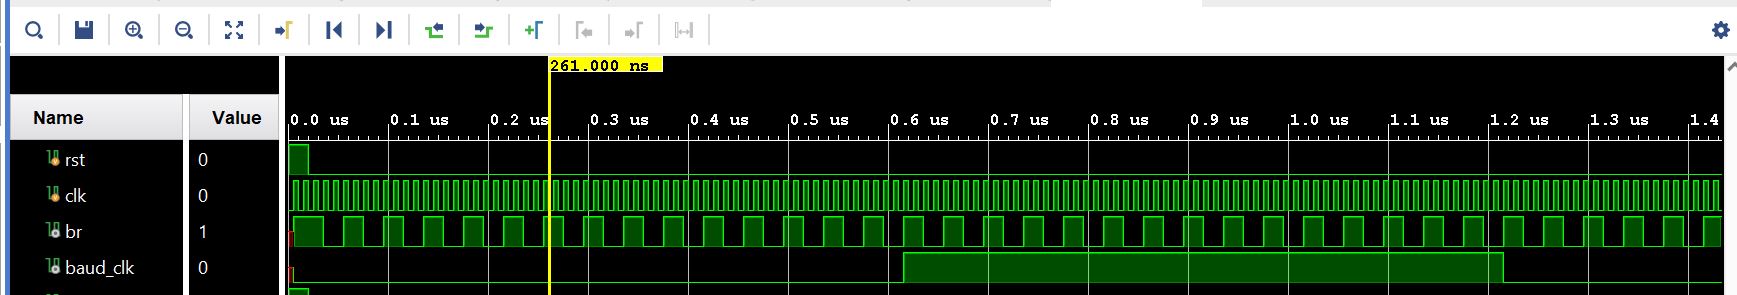 261.000 ns
Name Value
0.0 us 0.1 us 0.2 us 0.3 us 0.4 us 0.5 us 0.6 us 0.7 us 0.8 us 0.9 us 1.0 us 1.1 us 1.2 us 1.3 us 1.4
rst 0
clk 0
br 1
baud_clk 0